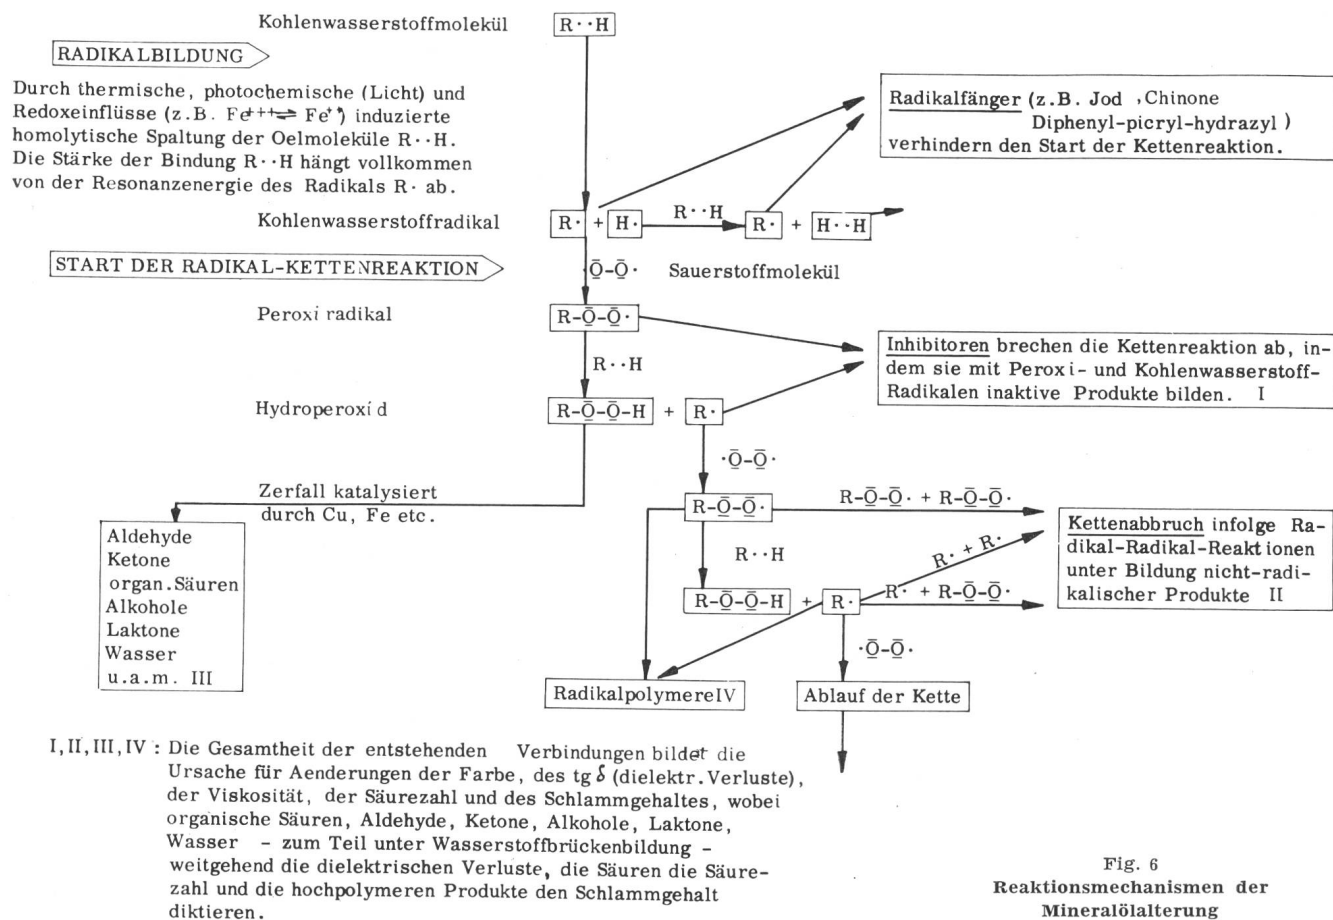 Kohlenwasserstoffmolekül R··H
RADIKALBILDUNG
Durch thermische, photochemische (Licht) und
Redoxeinflüsse (z.B. Fe+++⇌ Fe++) induzierte
homolytische Spaltung der Oelmoleküle R··H.
Die Stärke der Bindung R··H hängt vollkommen
von der Resonanzenergie des Radikals R· ab.
Radikalfänger (z.B. Jod ,Chinone
Diphenyl-picryl-hydrazyl )
verhindern den Start der Kettenreaktion.
Kohlenwasserstoffradikal R· + H· R··H R· + H··H
START DER RADIKAL-KETTENREAKTION
·Ō̲-Ō̲· Sauerstoffmolekül
Peroxi radikal R-Ō̲-Ō̲·
R··H
Inhibitoren brechen die Kettenreaktion ab, in-
dem sie mit Peroxi- und Kohlenwasserstoff-
Radikalen inaktive Produkte bilden. I
Hydroperoxid R-Ō̲-Ō̲-H + R·
·Ō̲-Ō̲·
Zerfall katalysiert
durch Cu, Fe etc.
Aldehyde
Ketone
organ.Säuren
Alkohole
Laktone
Wasser
u.a.m. III
R-Ō̲-Ō̲· R-Ō̲-Ō̲· + R-Ō̲-Ō̲·
R··H
R· + R·
Kettenabbruch infolge Ra-
dikal-Radikal-Reaktionen
unter Bildung nicht-radi-
kalischer Produkte II
R-Ō̲-Ō̲-H + R· R· + R-Ō̲-Ō̲·
·Ō̲-Ō̲·
Radikalpolymere IV Ablauf der Kette
I,II,III,IV : Die Gesamtheit der entstehenden Verbindungen bildet die
Ursache für Aenderungen der Farbe, des tg δ (dielektr.Verluste),
der Viskosität, der Säurezahl und des Schlammgehaltes, wobei
organische Säuren, Aldehyde, Ketone, Alkohole, Laktone,
Wasser - zum Teil unter Wasserstoffbrückenbildung -
weitgehend die dielektrischen Verluste, die Säuren die Säure-
zahl und die hochpolymeren Produkte den Schlammgehalt
diktieren.
Fig. 6
Reaktionsmechanismen der
Mineralölalterung